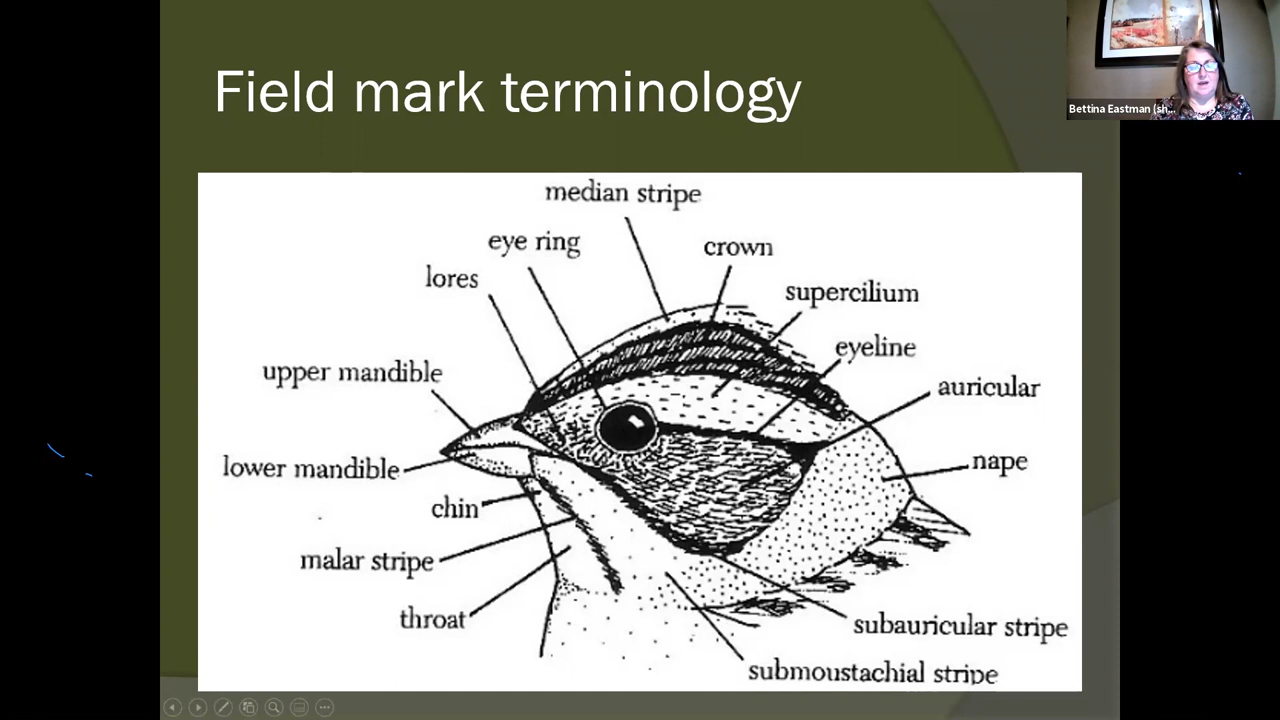 Field mark terminology
Bettina Eastman (sh...
median stripe
eye ring
crown
lores
supercilium
eyeline
upper mandible
auricular
lower mandible
nape
chin
malar stripe
throat
subauricular stripe
submoustachial stripe